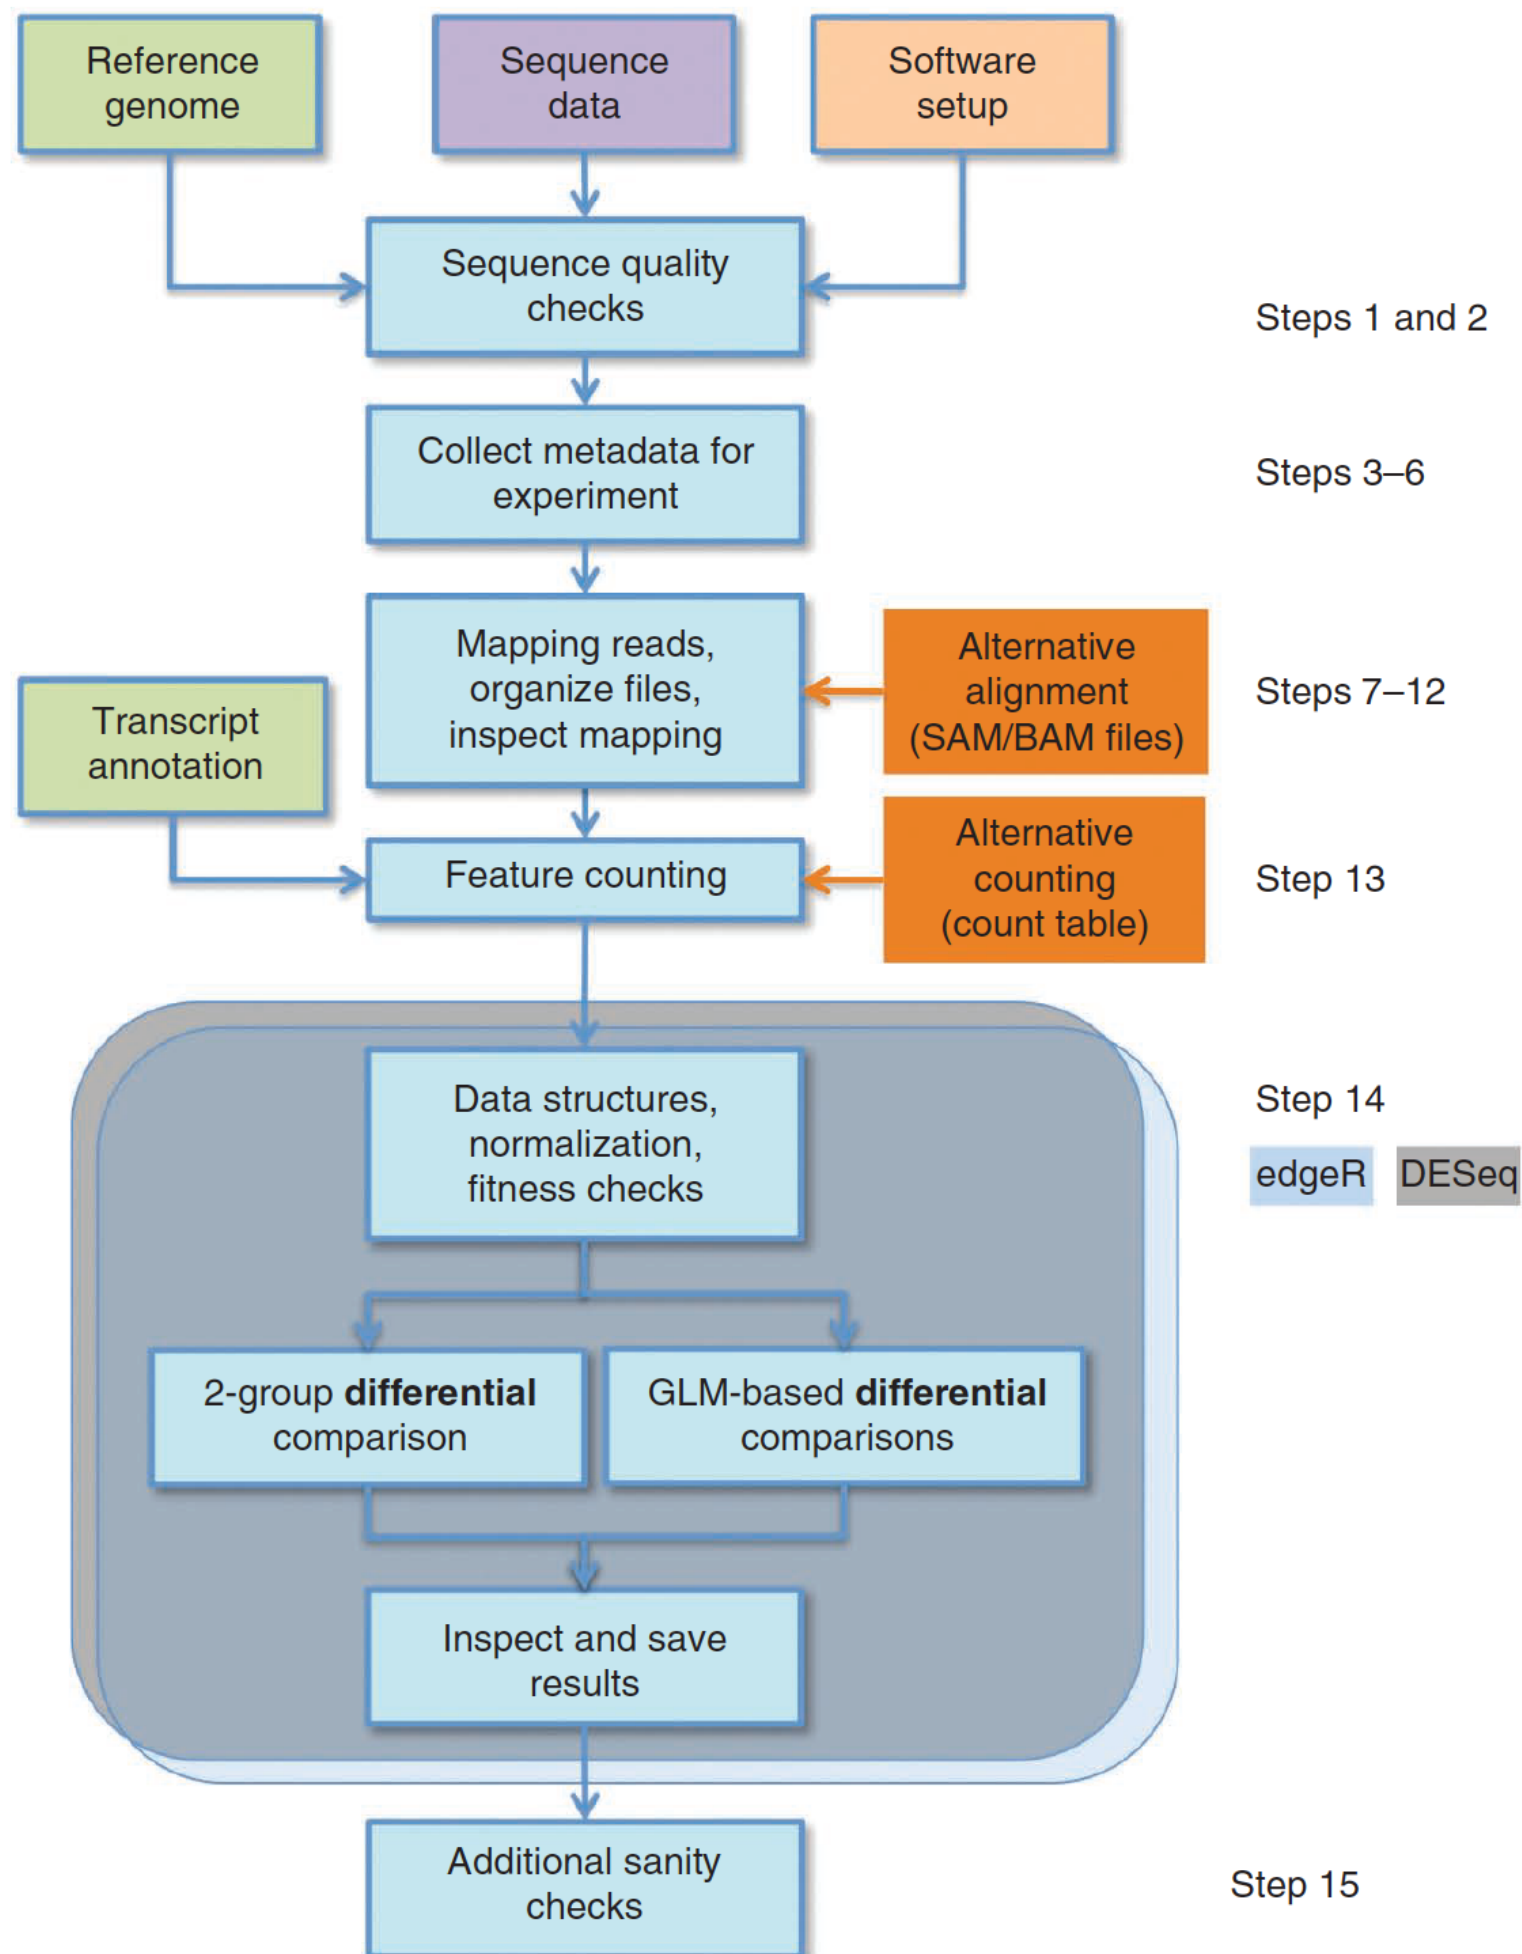 Reference
genome
Sequence
data
Software
setup
Sequence quality
checks
Steps 1 and 2
Collect metadata for
experiment
Steps 3–6
Mapping reads,
organize files,
inspect mapping
Alternative
alignment
(SAM/BAM files)
Steps 7–12
Transcript
annotation
Feature counting
Alternative
counting
(count table)
Step 13
Data structures,
normalization,
fitness checks
Step 14
edgeR
DESeq
2-group differential
comparison
GLM-based differential
comparisons
Inspect and save
results
Additional sanity
checks
Step 15